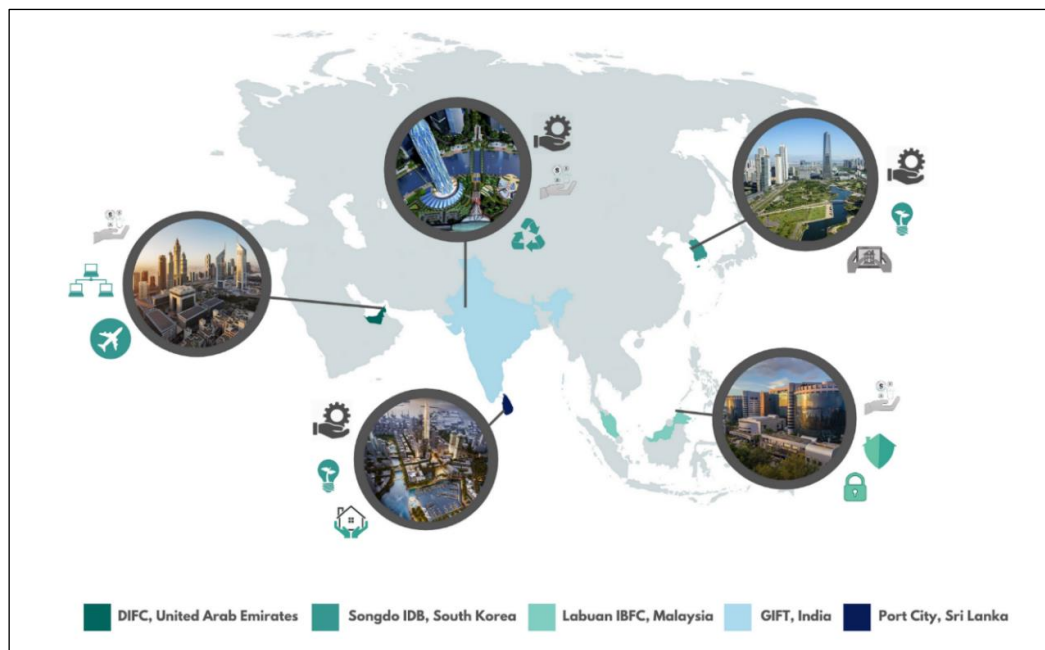 DIFC, United Arab Emirates
Songdo IDB, South Korea
Labuan IBFC, Malaysia
GIFT, India
Port City, Sri Lanka